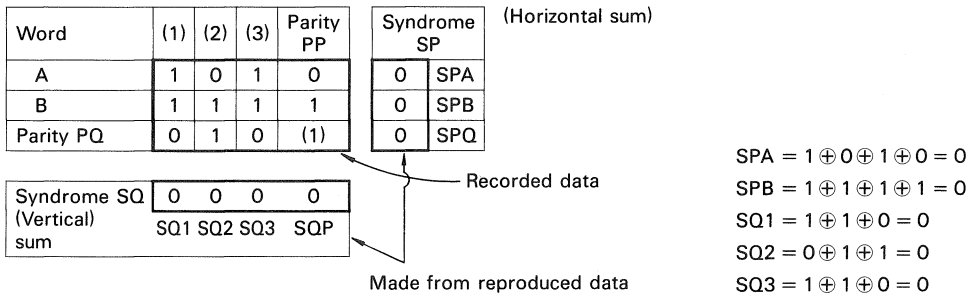 Word (1) (2) (3) Parity PP Syndrome SP (Horizontal sum)
A 1 0 1 0 0 SPA
B 1 1 1 1 0 SPB
Parity PQ 0 1 0 (1) 0 SPQ
Recorded data
Syndrome SQ 0 0 0 0
(Vertical) SQ1 SQ2 SQ3 SQP
sum
Made from reproduced data
SPA = 1 ⊕ 0 ⊕ 1 ⊕ 0 = 0
SPB = 1 ⊕ 1 ⊕ 1 ⊕ 1 = 0
SQ1 = 1 ⊕ 1 ⊕ 0 = 0
SQ2 = 0 ⊕ 1 ⊕ 1 = 0
SQ3 = 1 ⊕ 1 ⊕ 0 = 0